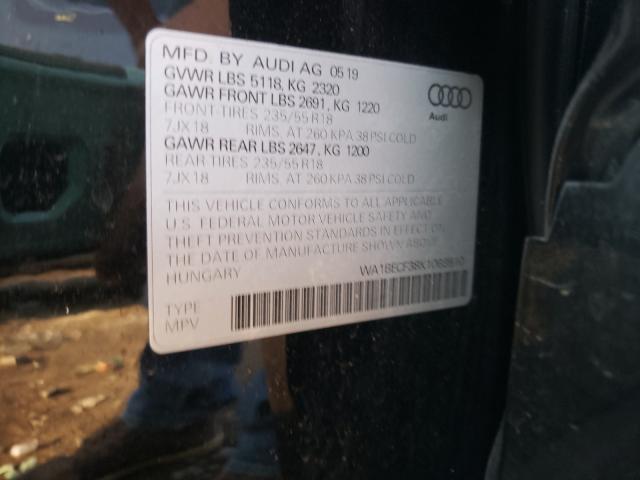 MFD. BY AUDI AG 05 19
GVWR LBS 5118, KG 2320
GAWR FRONT LBS 2691, KG 1220
FRONT-TIRES 235/55 R18
7JX18 RIMS, AT 260 KPA 38 PSI COLD
GAWR REAR LBS 2647, KG 1200
REAR TIRES 235/55 R18
7JX18 RIMS, AT 260 KPA 38 PSI COLD
Audi
THIS VEHICLE CONFORMS TO ALL APPLICABLE
U.S. FEDERAL MOTOR VEHICLE SAFETY AND
THEFT PREVENTION STANDARDS IN EFFECT ON
THE DATE OF MANUFACTURE SHOWN ABOVE.
HUNGARY
TYPE
MPV